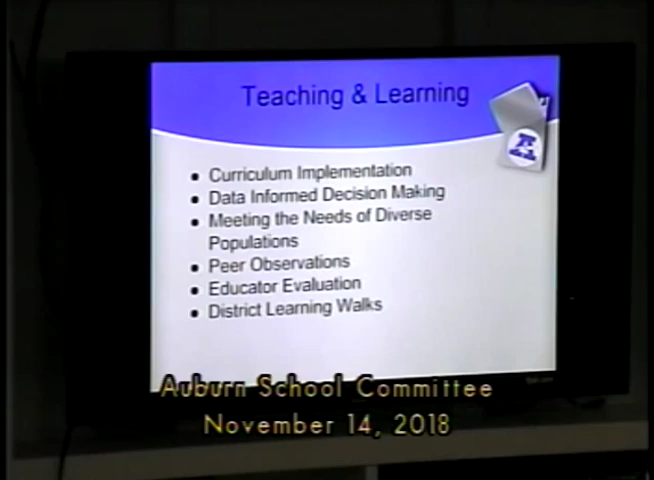 Teaching & Learning
A
• Curriculum Implementation
• Data Informed Decision Making
• Meeting the Needs of Diverse
Populations
• Peer Observations
• Educator Evaluation
• District Learning Walks
Auburn School Committee
November 14, 2018